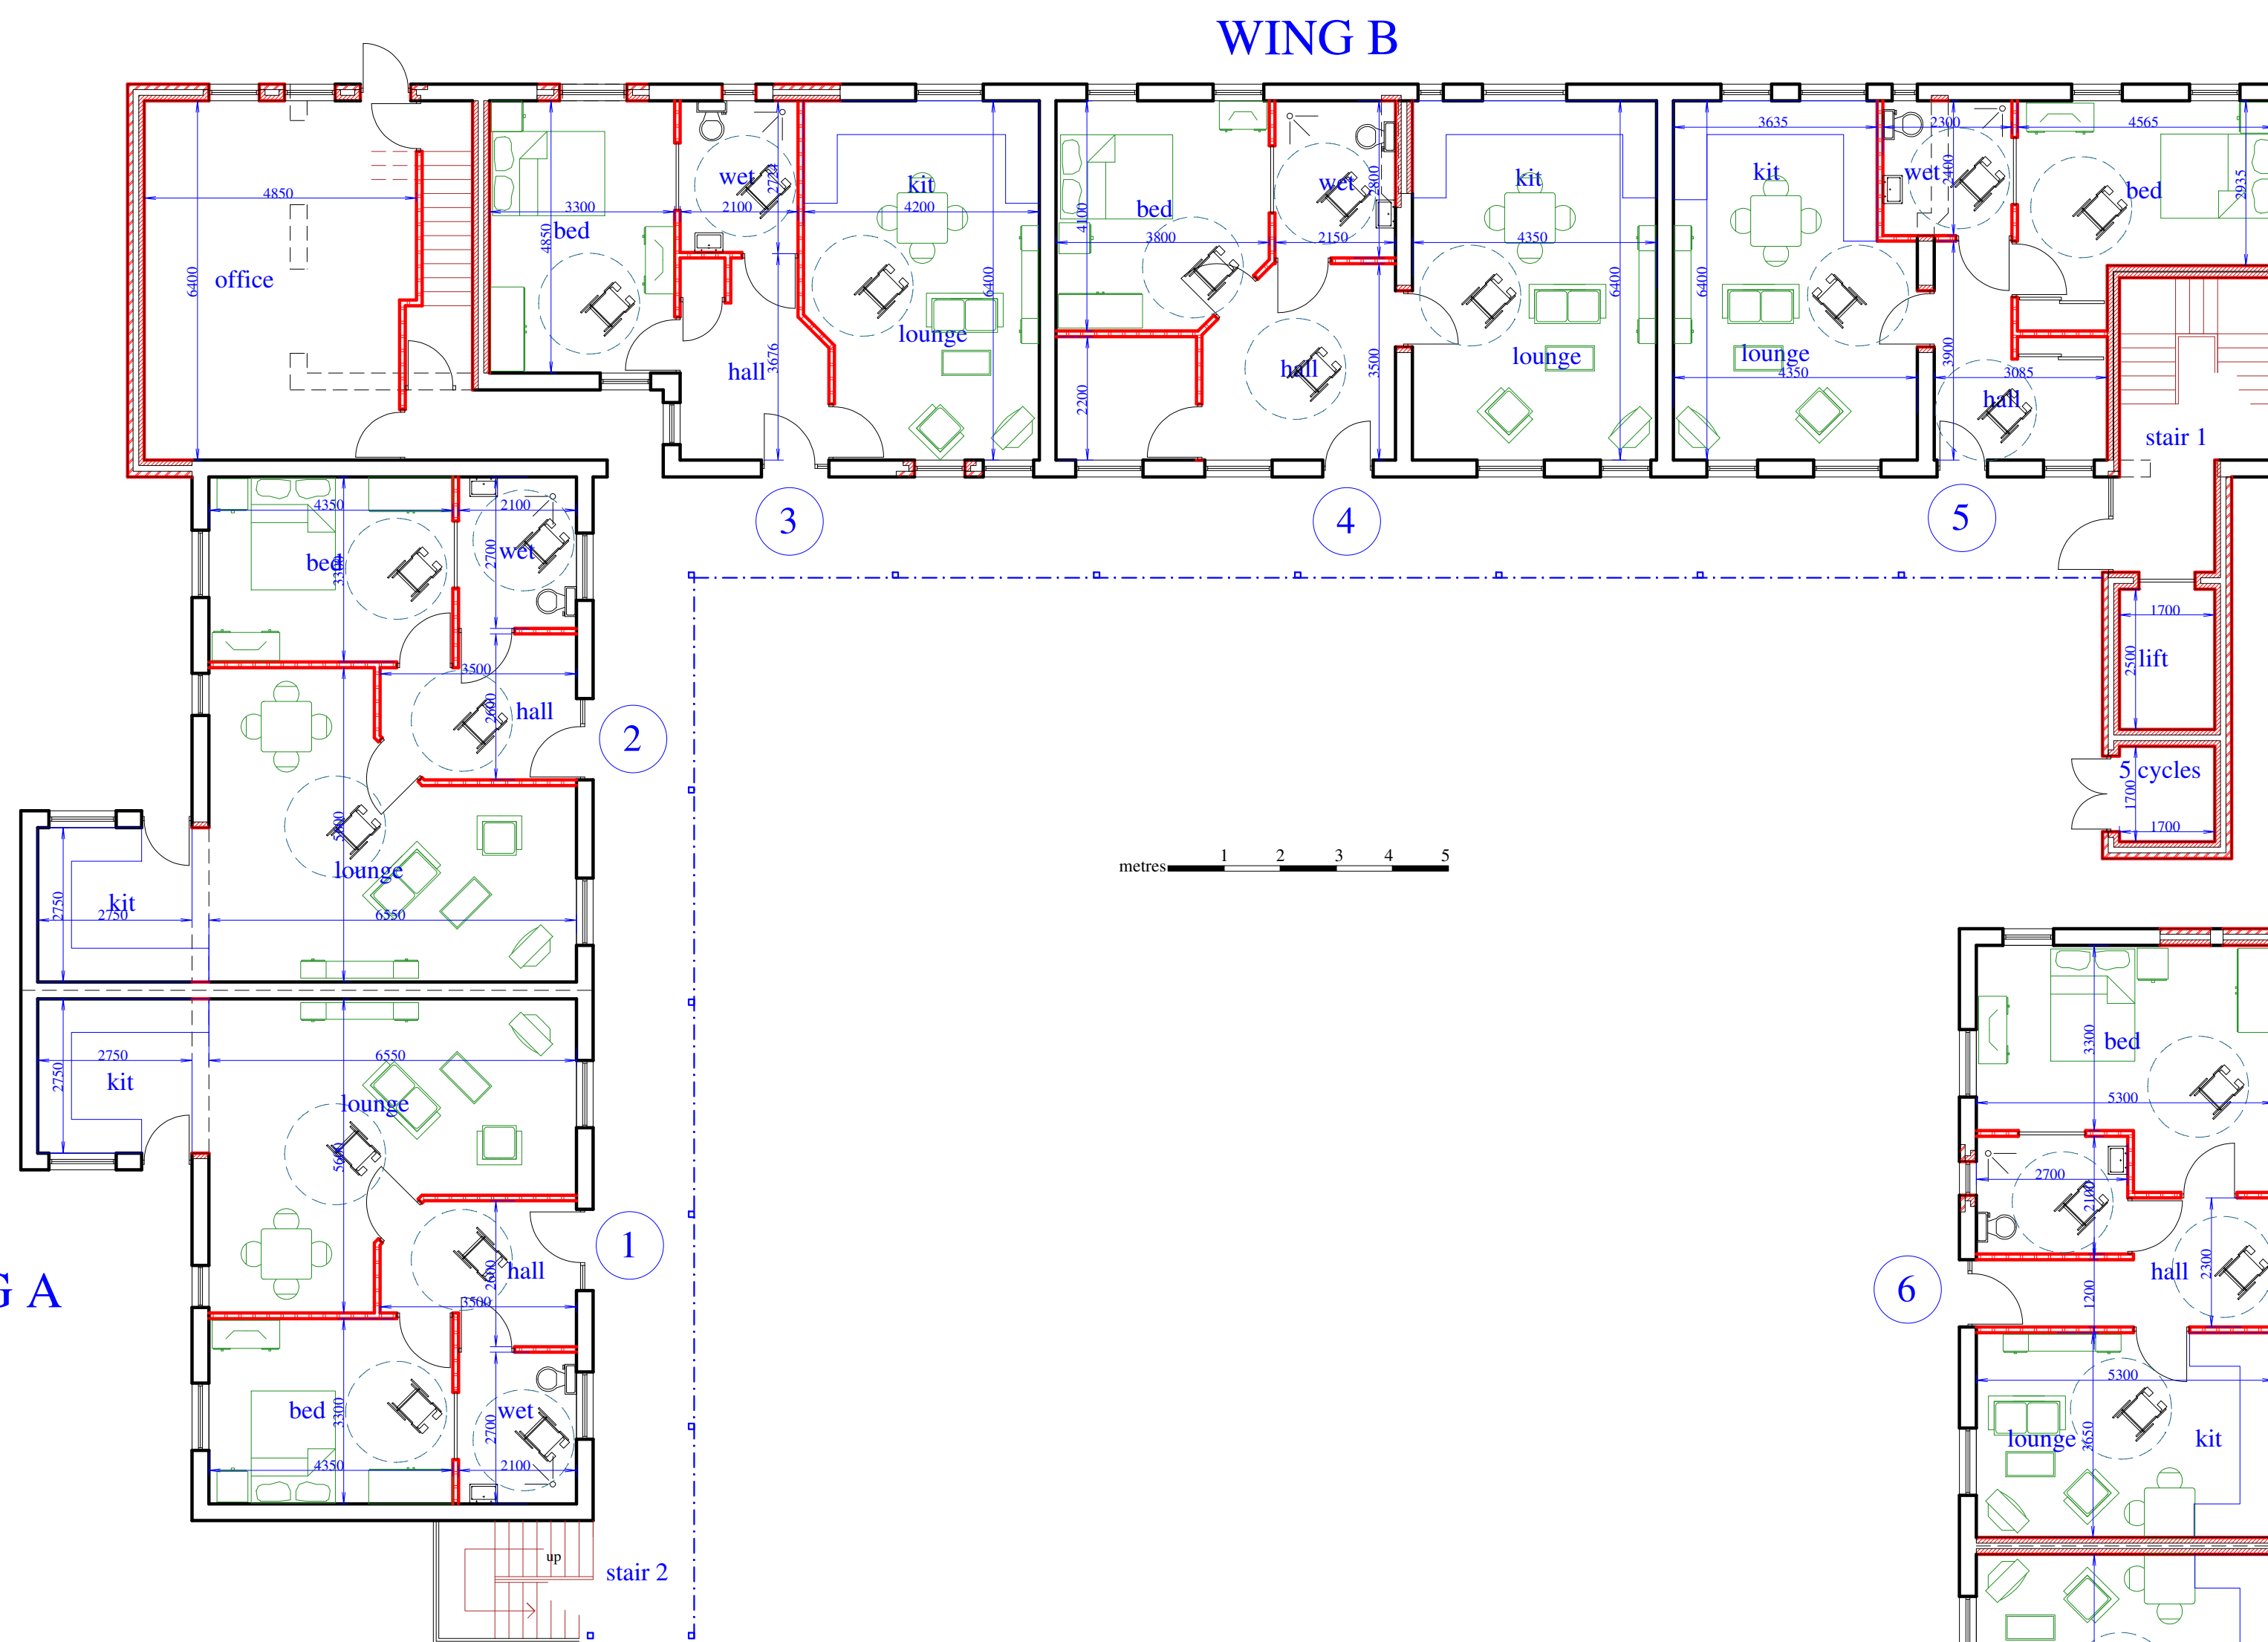 WING B
3635
2300
4565
4850
office
6400
3300
bed
4850
wet
2724
2100
kit
4200
6400
lounge
hall
3676
bed
4100
3800
wet
2800
2150
kit
4350
6400
lounge
hall
3500
2200
kit
6400
lounge
4350
wet
2400
bed
2935
3900
3085
hall
stair 1
3
4
5
4350
2100
bed
3300
2700
wet
3500
2600
hall
2
1700
2500
lift
5 cycles
1700
1700
metres 1 2 3 4 5
5600
lounge
kit
2750
2750
6550
2750
6550
2750
kit
lounge
5600
1
hall
2600
3500
G A
bed
3300
wet
2700
4350
2100
up
stair 2
3300
bed
5300
2700
2100
6
hall
2300
1200
5300
lounge
3650
kit